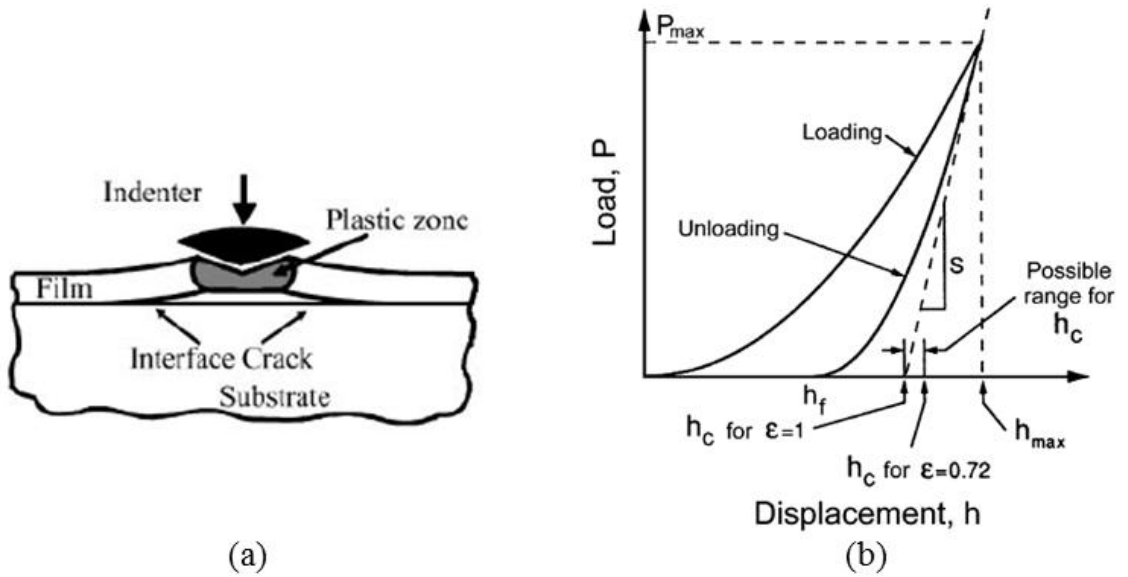 Indenter
Plastic zone
Film
Interface Crack
Substrate
(a)
Pmax
Loading
Unloading
Load, P
S
Possible
range for
hc
hf
hc for ε=1
hmax
hc for ε=0.72
Displacement, h
(b)